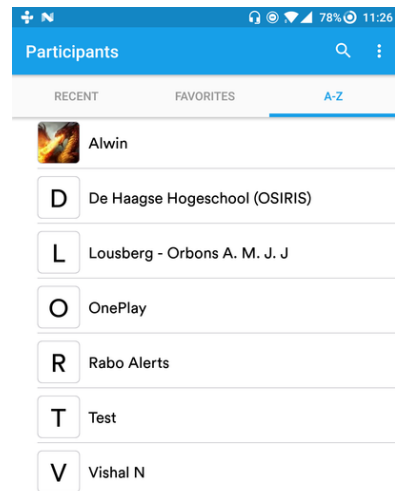 78% 11:26
Participants
RECENT FAVORITES A-Z
Alwin
D De Haagse Hogeschool (OSIRIS)
L Lousberg - Orbons A. M. J. J
O OnePlay
R Rabo Alerts
T Test
V Vishal N